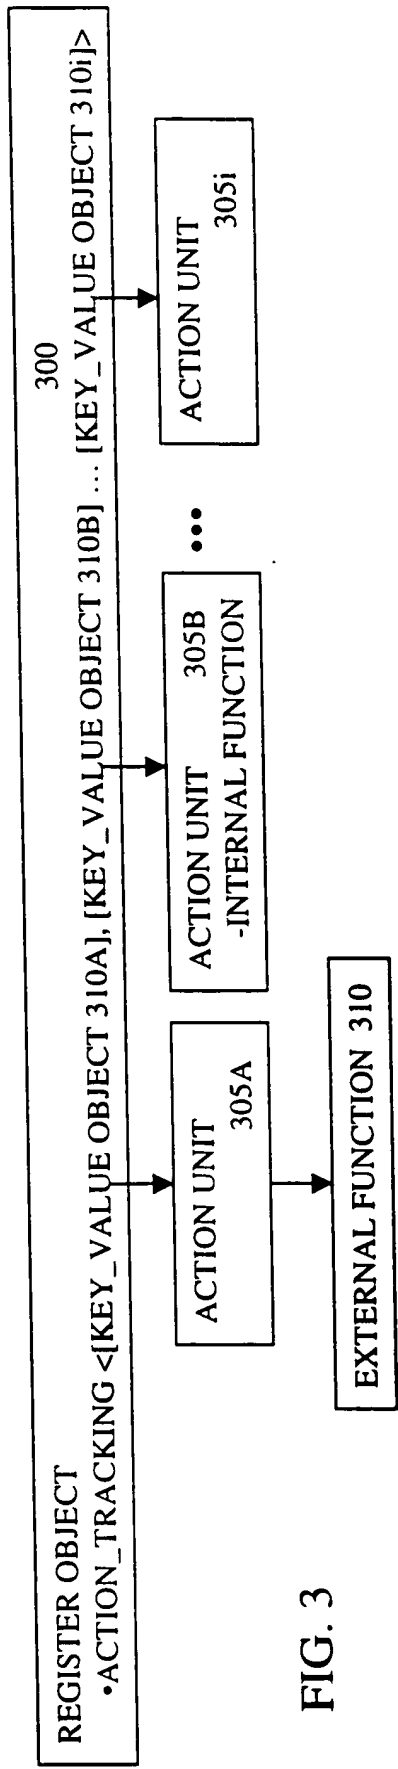 REGISTER OBJECT 300
•ACTION_TRACKING <[KEY_VALUE OBJECT 310A], [KEY_VALUE OBJECT 310B] … [KEY_VALUE OBJECT 310i]>
ACTION UNIT
305A
ACTION UNIT 305B
-INTERNAL FUNCTION
•••
ACTION UNIT
305i
EXTERNAL FUNCTION 310
FIG. 3